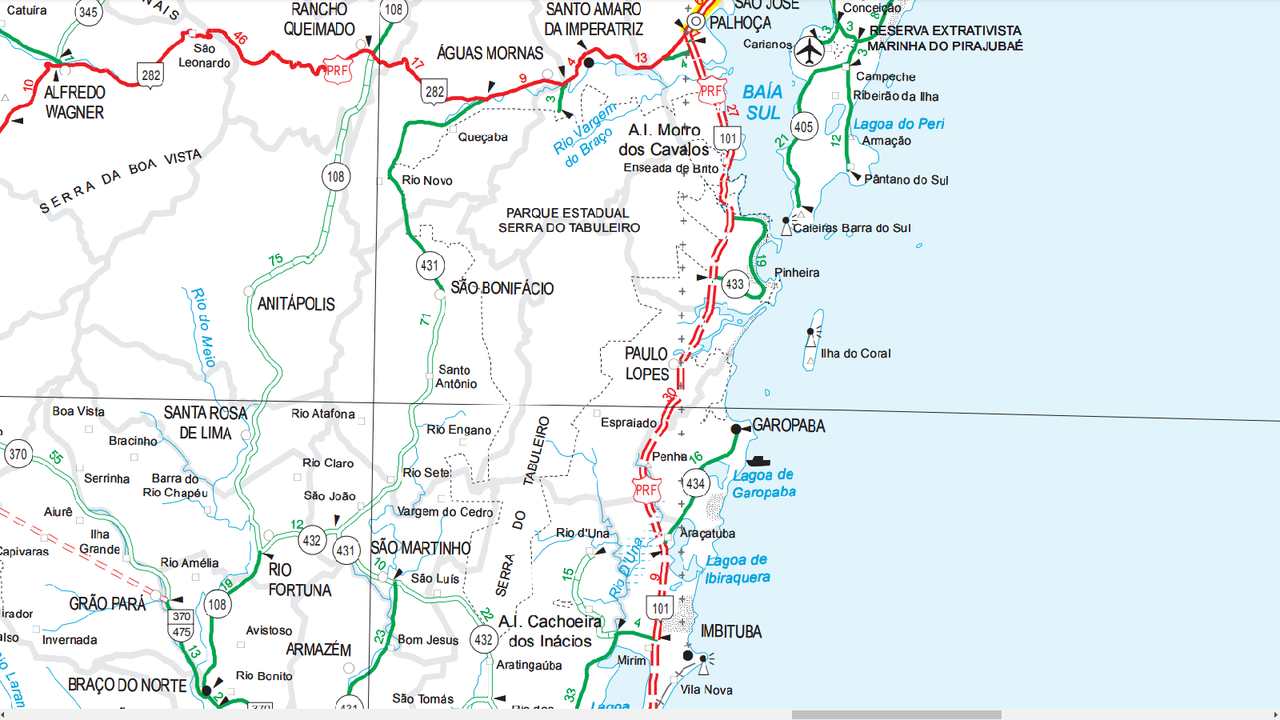 NAIS
345
Catuíra
RANCHO
QUEIMADO
108
SANTO AMARO
DA IMPERATRIZ
SÃO JOSÉ
PALHOÇA
Conceição
3
3
RESERVA EXTRATIVISTA
MARINHA DO PIRAJUBAÉ
Carianos
São
Leonardo
46
282
PRF
17
ÁGUAS MORNAS
9
4
13
4
10
ALFREDO
WAGNER
282
3
PRF
27
BAÍA
SUL
Campeche
Ribeirão da Ilha
Lagoa do Peri
Armação
405
21
12
Pântano do Sul
Queçaba
Rio Vargem
do Braço
A.I. Morro
dos Cavalos
101
Enseada de Brito
SERRA DA BOA VISTA
108
Rio Novo
PARQUE ESTADUAL
SERRA DO TABULEIRO
Caieiras Barra do Sul
75
431
19
433
Pinheira
ANITÁPOLIS
SÃO BONIFÁCIO
Rio do Meio
71
PAULO
LOPES
Ilha do Coral
Santo
Antônio
30
Boa Vista
SANTA ROSA
DE LIMA
Rio Atafona
Rio Engano
Espraiado
GAROPABA
Bracinho
370
55
TABULEIRO
Penha
16
Serrinha
Barra do
Rio Chapéu
Rio Claro
Rio Sete
Lagoa de
Garopaba
434
PRF
São João
Aiurê
Vargem do Cedro
DO
Ilha
Grande
12
432
431
Rio d'Una
Araçatuba
Capivaras
SÃO MARTINHO
Rio D'Una
Lagoa de
Ibiraquera
Rio Amélia
RIO
FORTUNA
10
São Luís
SERRA
15
9
GRÃO PARÁ
19
108
22
101
370
475
A.I. Cachoeira
dos Inácios
4
IMBITUBA
Invernada
Avistoso
23
Bom Jesus
432
13
ARMAZÉM
Aratingaúba
Mirim
BRAÇO DO NORTE
Rio Bonito
São Tomás
33
Vila Nova
2
370
431
Rio dos
Lagoa